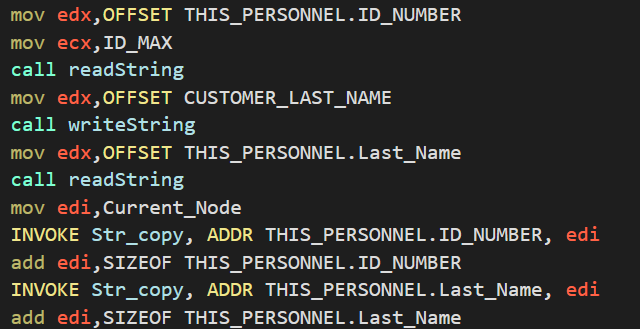 mov edx,OFFSET THIS_PERSONNEL.ID_NUMBER
mov ecx,ID_MAX
call readString
mov edx,OFFSET CUSTOMER_LAST_NAME
call writeString
mov edx,OFFSET THIS_PERSONNEL.Last_Name
call readString
mov edi,Current_Node
INVOKE Str_copy, ADDR THIS_PERSONNEL.ID_NUMBER, edi
add edi,SIZEOF THIS_PERSONNEL.ID_NUMBER
INVOKE Str_copy, ADDR THIS_PERSONNEL.Last_Name, edi
add edi,SIZEOF THIS_PERSONNEL.Last_Name